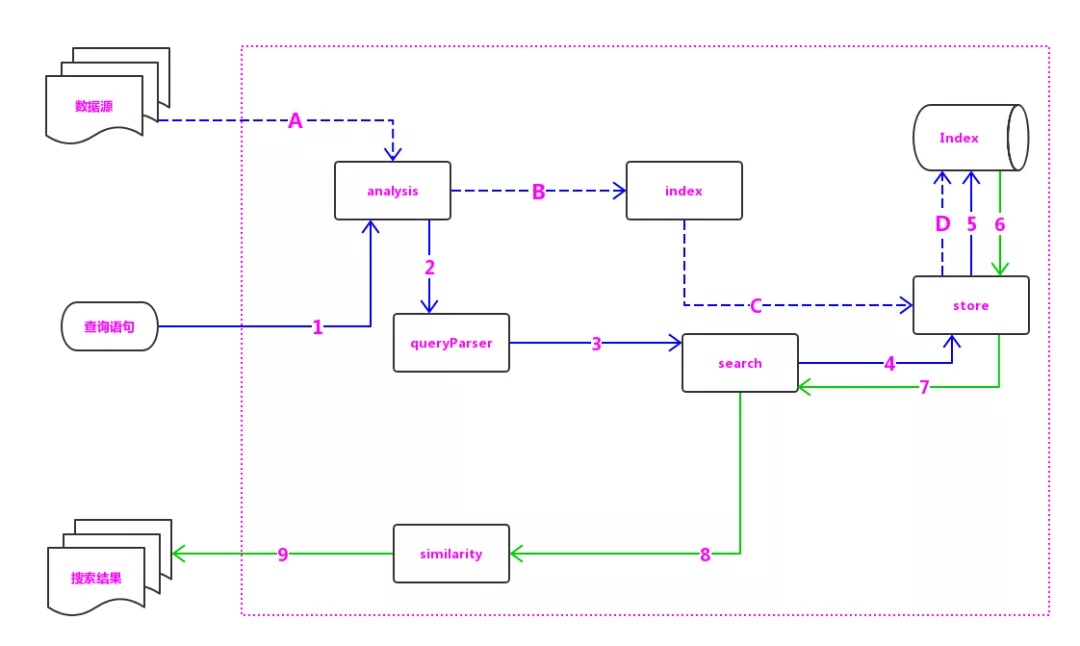 数据源
A
Index
analysis
B
index
D
5
6
2
C
store
查询语句
1
queryParser
3
search
4
7
搜索结果
9
similarity
8